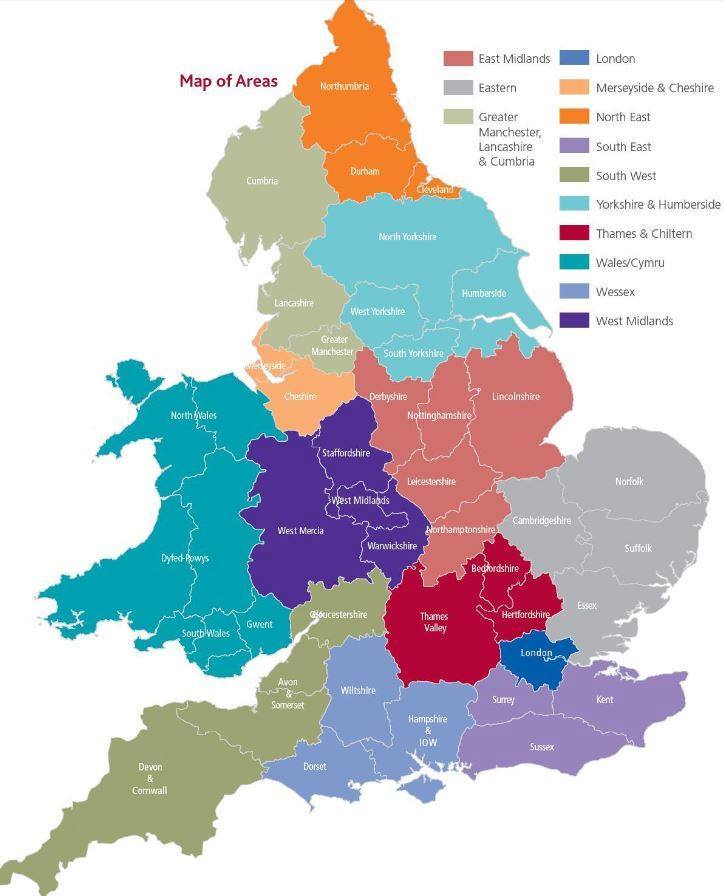 Map of Areas
East Midlands
Eastern
Greater
Manchester,
Lancashire
& Cumbria
London
Merseyside & Cheshire
North East
South East
South West
Yorkshire & Humberside
Thames & Chiltern
Wales/Cymru
Wessex
West Midlands
Northumbria
Durham
Cleveland
Cumbria
North Yorkshire
Lancashire
West Yorkshire
Humberside
Greater
Manchester
South Yorkshire
Merseyside
Cheshire
Derbyshire
Nottinghamshire
Lincolnshire
North Wales
Staffordshire
Leicestershire
Norfolk
West Midlands
Cambridgeshire
West Mercia
Northamptonshire
Warwickshire
Suffolk
Dyfed-Powys
Bedfordshire
Essex
Gloucestershire
Thames
Valley
Hertfordshire
Gwent
South Wales
London
Avon
&
Somerset
Wiltshire
Surrey
Kent
Hampshire
&
IOW
Sussex
Dorset
Devon
&
Cornwall